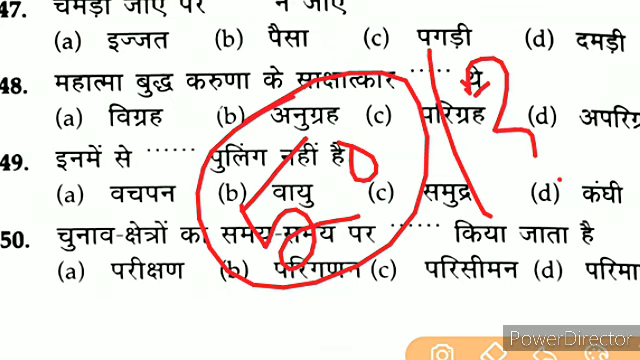 47. चमड़ी जाए पर न जाए
(a) इज्जत (b) पैसा (c) पगड़ी (d) दमड़ी
48. महात्मा बुद्ध करुणा के साक्षात्कार ...... थे
(a) विग्रह (b) अनुग्रह (c) परिग्रह (d) अपरिग्र
49. इनमें से ...... पुलिंग नहीं है
(a) वचपन (b) वायु (c) समुद्र (d) कंघी
50. चुनाव-क्षेत्रों का समय-समय पर ...... किया जाता है
(a) परीक्षण (b) परिगणन (c) परिसीमन (d) परिमा
PowerDirector